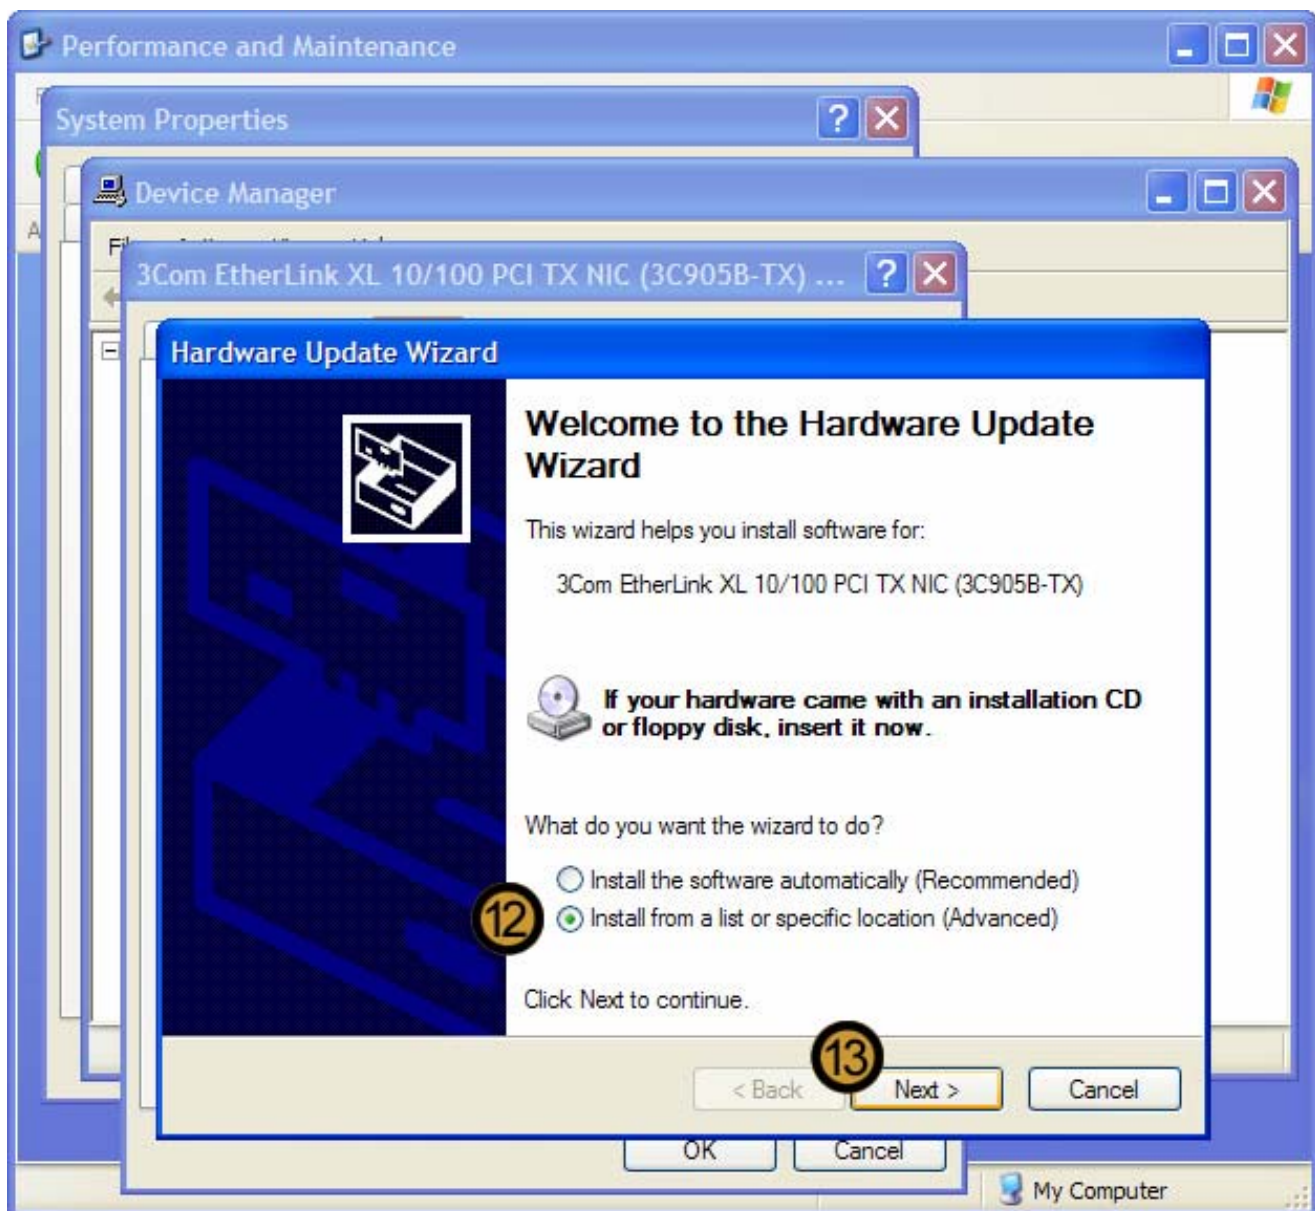 Performance and Maintenance
System Properties
Device Manager
3Com EtherLink XL 10/100 PCI TX NIC (3C905B-TX) ...
Hardware Update Wizard
Welcome to the Hardware Update
Wizard
This wizard helps you install software for:
3Com EtherLink XL 10/100 PCI TX NIC (3C905B-TX)
If your hardware came with an installation CD
or floppy disk, insert it now.
What do you want the wizard to do?
Install the software automatically (Recommended)
12 Install from a list or specific location (Advanced)
Click Next to continue.
13
< Back Next > Cancel
OK Cancel
My Computer